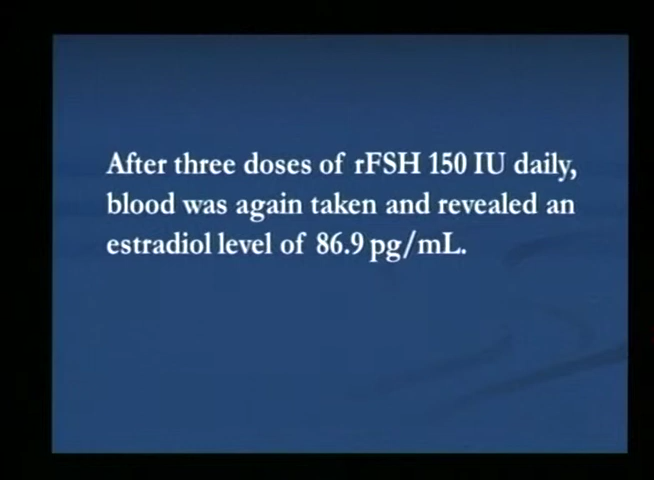 After three doses of rFSH 150 IU daily,
blood was again taken and revealed an
estradiol level of 86.9 pg/mL.